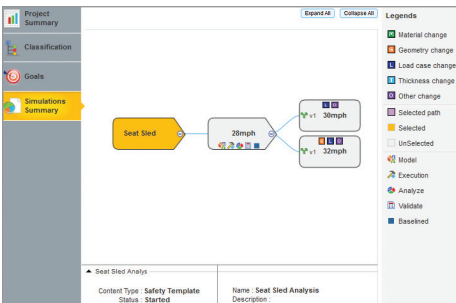 Project
Summary
Classification
Goals
Simulations
Summary
Expand All Collapse All
Seat Sled
28mph
L O
v1 30mph
G L O
v1 32mph
Legends
M Material change
G Geometry change
L Load case change
T Thickness change
O Other change
Selected path
Selected
UnSelected
Model
Execution
Analyze
Validate
Baselined
Seat Sled Analys
Content Type : Safety Template
Status : Started
Name : Seat Sled Analysis
Description :